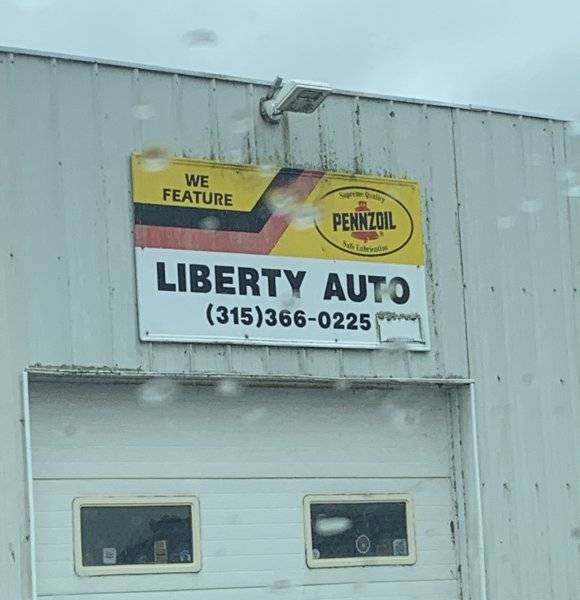 WE
FEATURE
Supreme Quality
PENNZOIL
Safe Lubrication
LIBERTY AUTO
(315)366-0225